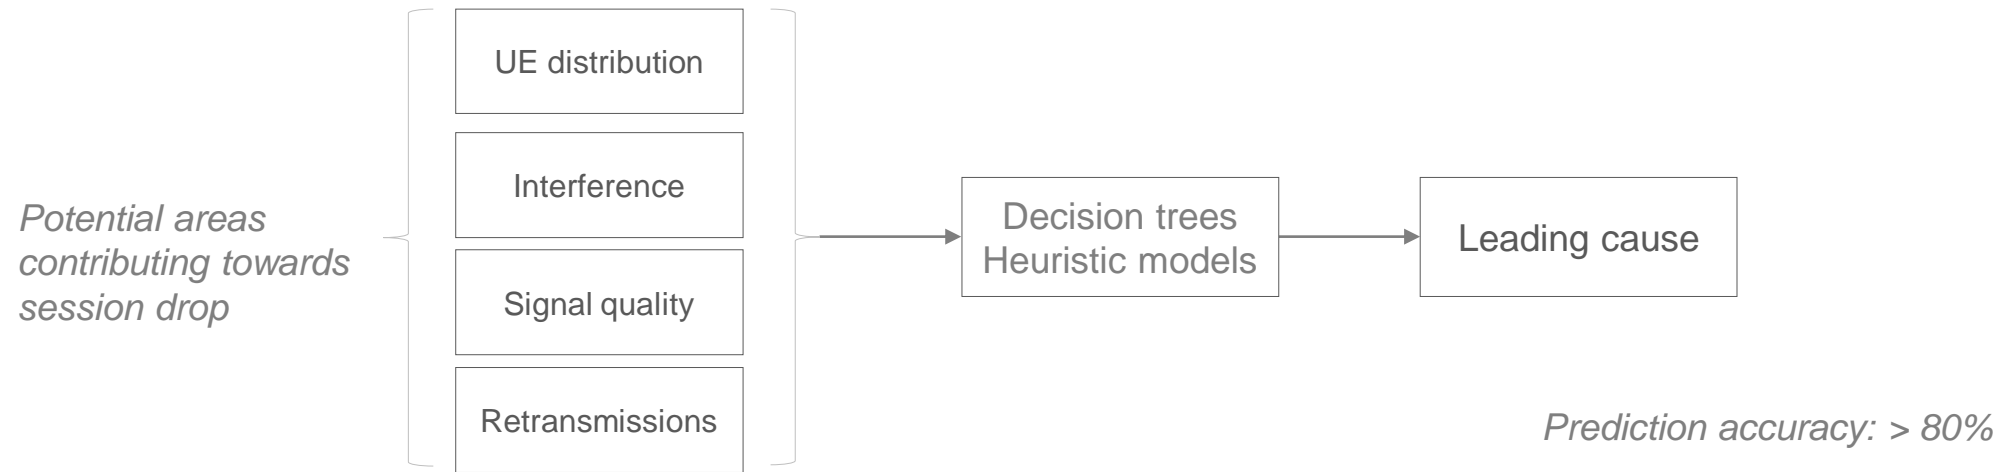 Potential areas
contributing towards
session drop
UE distribution
Interference
Signal quality
Retransmissions
Decision trees
Heuristic models
Leading cause
Prediction accuracy: > 80%